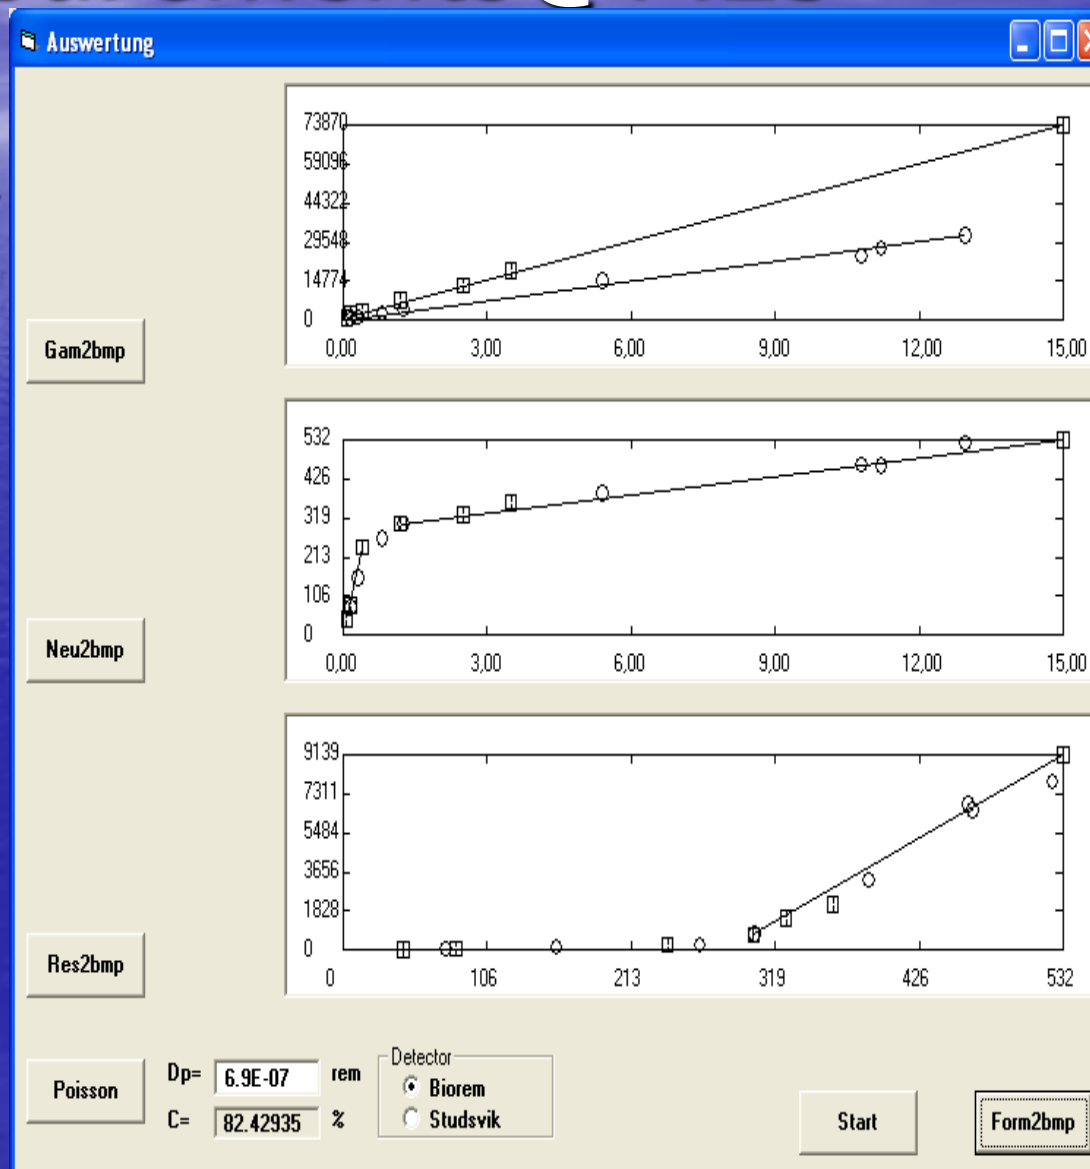 Auswertung
73870
59096
44322
29548
14774
0
0,00 3,00 6,00 9,00 12,00 15,00
Gam2bmp
532
426
319
213
106
0
0,00 3,00 6,00 9,00 12,00 15,00
Neu2bmp
9139
7311
5484
3656
1828
0
0 106 213 319 426 532
Res2bmp
Poisson
Dp= 6.9E-07 rem
C= 82.42935 %
Detector
Biorem
Studsvik
Start
Form2bmp